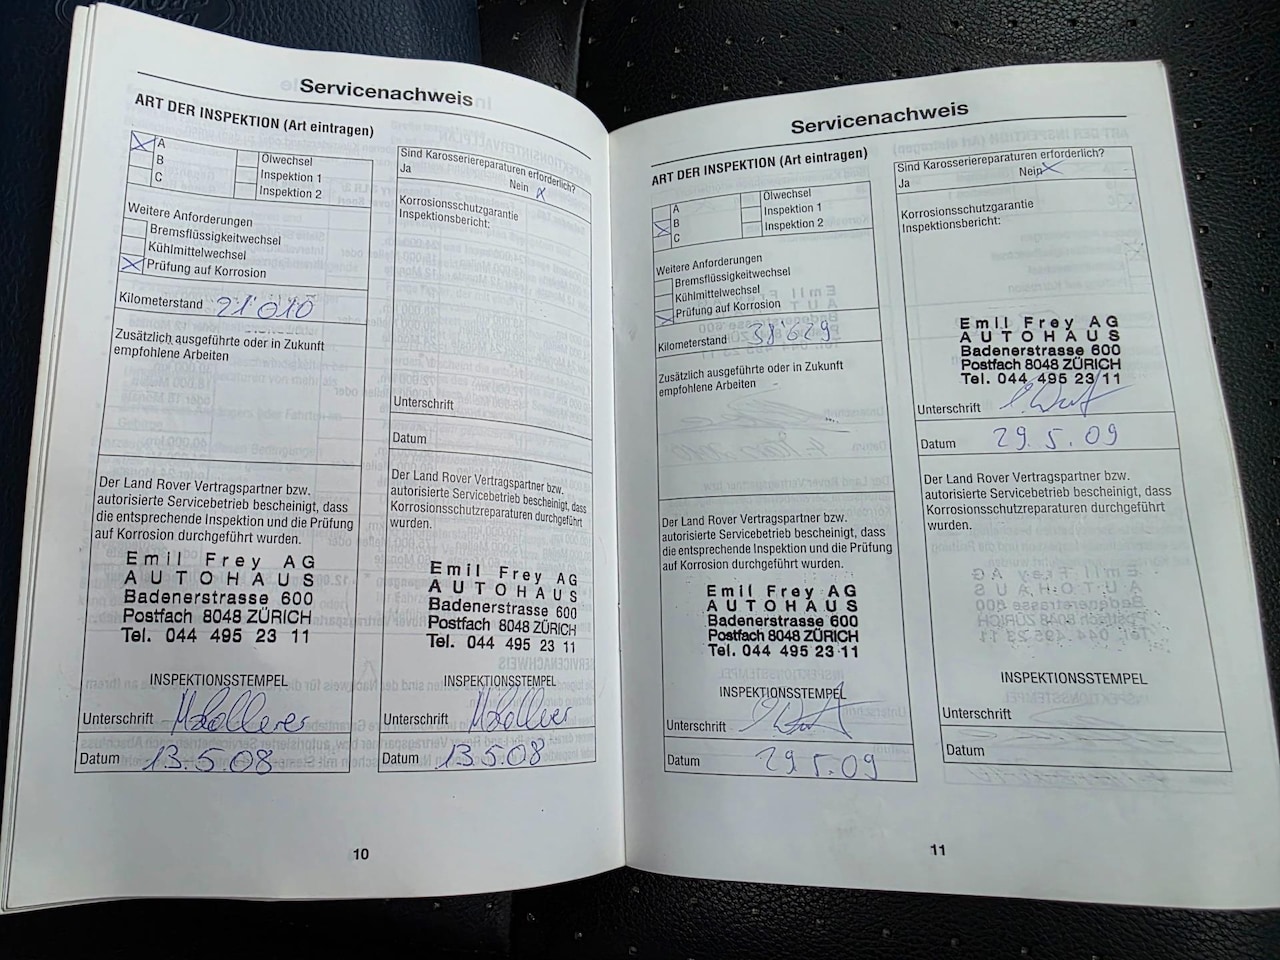 Servicenachweis
ART DER INSPEKTION (Art eintragen)
A
B
C
Ölwechsel
Inspektion 1
Inspektion 2
Weitere Anforderungen
Bremsflüssigkeitwechsel
Kühlmittelwechsel
Prüfung auf Korrosion
Kilometerstand 21'010
Zusätzlich ausgeführte oder in Zukunft
empfohlene Arbeiten
Der Land Rover Vertragspartner bzw.
autorisierte Servicebetrieb bescheinigt, dass
die entsprechende Inspektion und die Prüfung
auf Korrosion durchgeführt wurden.
Emil Frey AG
AUTOHAUS
Badenerstrasse 600
Postfach 8048 ZÜRICH
Tel. 044 495 23 11
INSPEKTIONSSTEMPEL
Unterschrift
Datum 13.5.08
Sind Karosseriereparaturen erforderlich?
Ja Nein x
Korrosionsschutzgarantie
Inspektionsbericht:
Unterschrift
Datum
Der Land Rover Vertragspartner bzw.
autorisierte Servicebetrieb bescheinigt, dass
Korrosionsschutzreparaturen durchgeführt
wurden.
Emil Frey AG
AUTOHAUS
Badenerstrasse 600
Postfach 8048 ZÜRICH
Tel. 044 495 23 11
INSPEKTIONSSTEMPEL
Unterschrift
Datum 13.5.08
10
Servicenachweis
ART DER INSPEKTION (Art eintragen)
A
B
C
Ölwechsel
Inspektion 1
Inspektion 2
Weitere Anforderungen
Bremsflüssigkeitwechsel
Kühlmittelwechsel
Prüfung auf Korrosion
Kilometerstand 38'629
Zusätzlich ausgeführte oder in Zukunft
empfohlene Arbeiten
Der Land Rover Vertragspartner bzw.
autorisierte Servicebetrieb bescheinigt, dass
die entsprechende Inspektion und die Prüfung
auf Korrosion durchgeführt wurden.
Emil Frey AG
AUTOHAUS
Badenerstrasse 600
Postfach 8048 ZÜRICH
Tel. 044 495 23 11
INSPEKTIONSSTEMPEL
Unterschrift
Datum 29.5.09
Sind Karosseriereparaturen erforderlich?
Ja Nein x
Korrosionsschutzgarantie
Inspektionsbericht:
Emil Frey AG
AUTOHAUS
Badenerstrasse 600
Postfach 8048 ZÜRICH
Tel. 044 495 23 11
Unterschrift
Datum 29.5.09
Der Land Rover Vertragspartner bzw.
autorisierte Servicebetrieb bescheinigt, dass
Korrosionsschutzreparaturen durchgeführt
wurden.
INSPEKTIONSSTEMPEL
Unterschrift
Datum
11